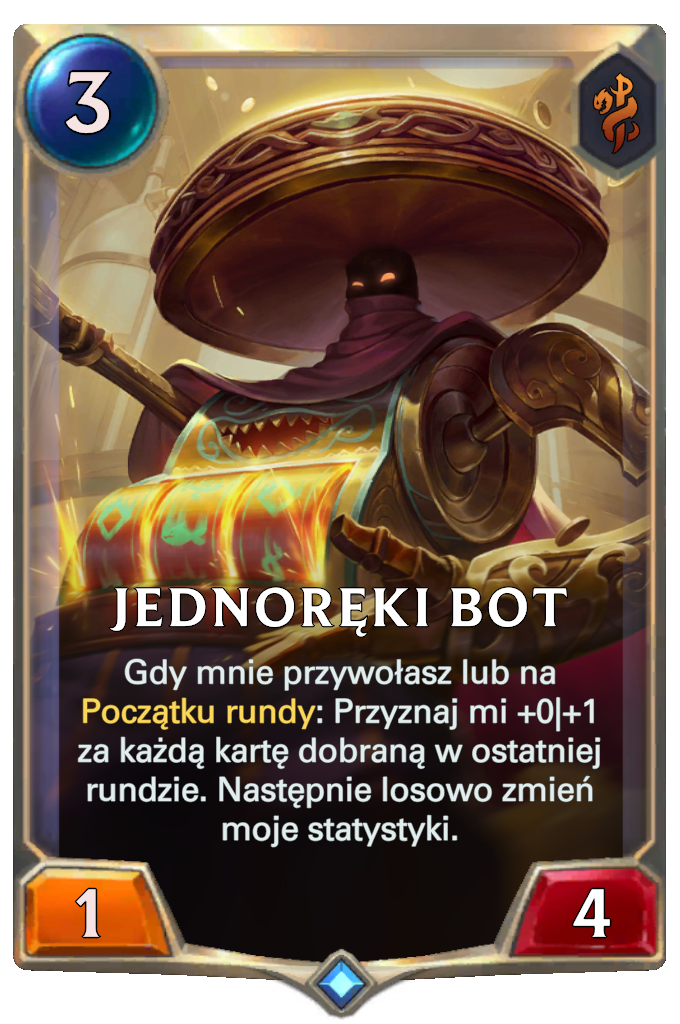 3
JEDNORĘKI BOT
Gdy mnie przywołasz lub na
Początku rundy: Przyznaj mi +0|+1
za każdą kartę dobraną w ostatniej
rundzie. Następnie losowo zmień
moje statystyki.
1
4